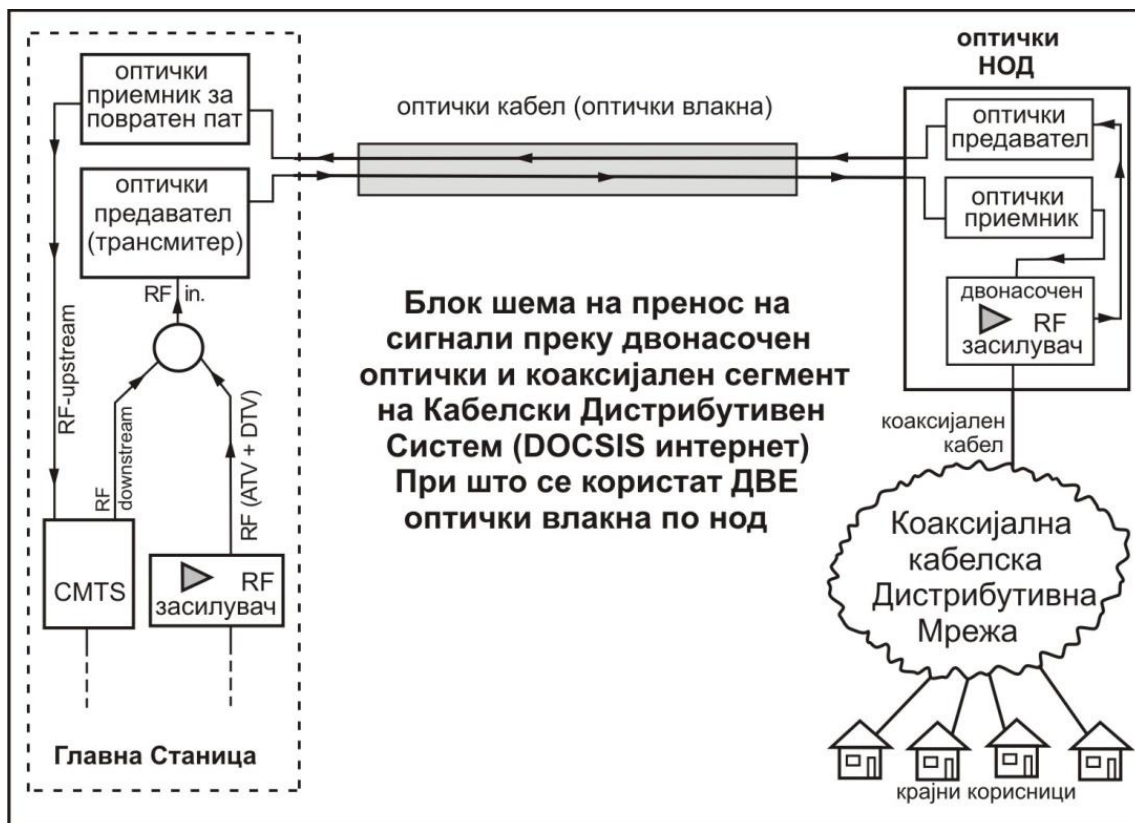 оптички
приемник за
повратен пат
оптички
предавател
(трансмитер)
RF in.
RF-upstream
RF
downstream
RF (ATV + DTV)
CMTS
RF
засилувач
Главна Станица
оптички кабел (оптички влакна)
Блок шема на пренос на
сигнали преку двонасочен
оптички и коаксијален сегмент
на Кабелски Дистрибутивен
Систем (DOCSIS интернет)
При што се користат ДВЕ
оптички влакна по нод
оптички
НОД
оптички
предавател
оптички
приемник
двонасочен
RF
засилувач
коаксијален
кабел
Коаксијална
кабелска
Дистрибутивна
Мрежа
крајни корисници